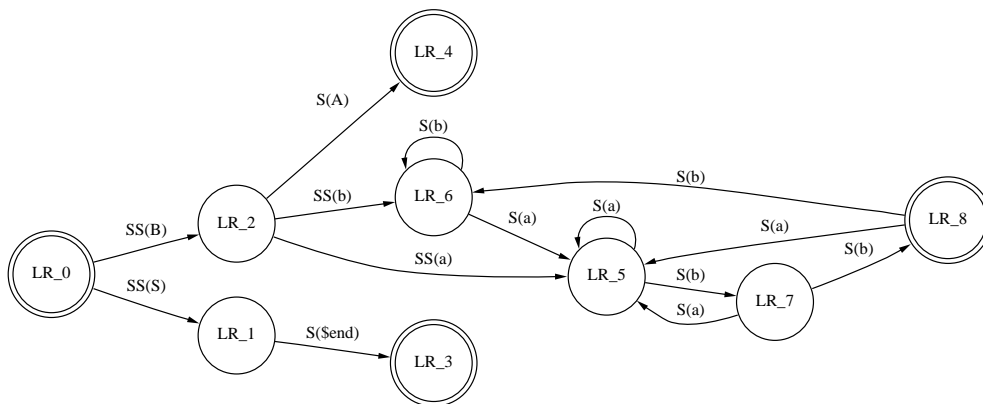 LR_4
S(A)
S(b)
LR_6
S(b)
SS(b)
LR_2
S(a)
S(a)
S(a)
LR_8
SS(B)
S(b)
LR_0
SS(a)
LR_5
S(b)
SS(S)
LR_7
S(a)
LR_1
S($end)
LR_3